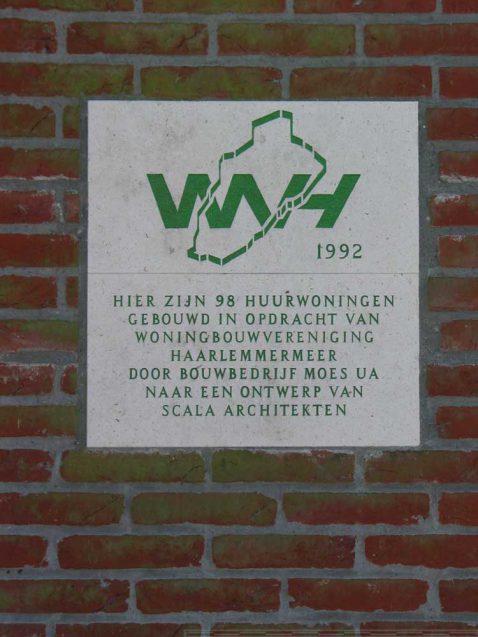 WVH
1992
HIER ZIJN 98 HUURWONINGEN
GEBOUWD IN OPDRACHT VAN
WONINGBOUWVERENIGING
HAARLEMMERMEER
DOOR BOUWBEDRIJF MOES UA
NAAR EEN ONTWERP VAN
SCALA ARCHITEKTEN